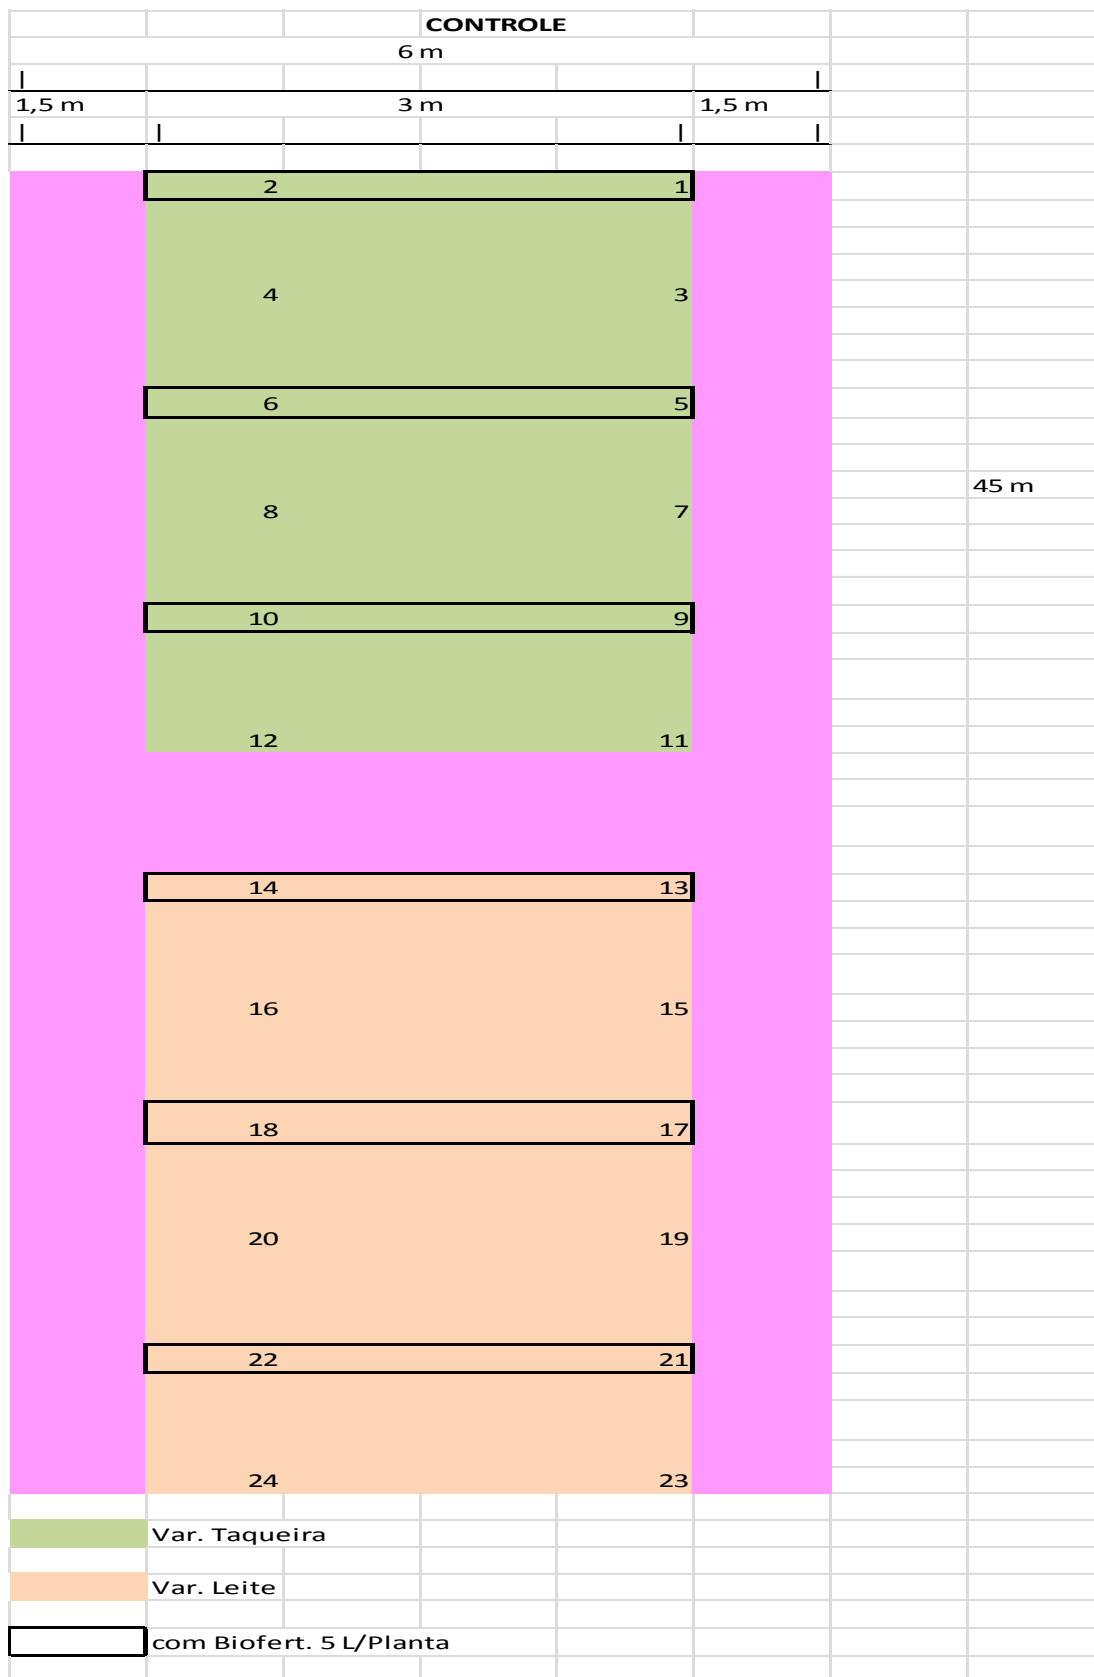 CONTROLE
6 m
1,5 m 3 m 1,5 m
2 1
4 3
6 5
45 m
8 7
10 9
12 11
14 13
16 15
18 17
20 19
22 21
24 23
Var. Taqueira
Var. Leite
com Biofert. 5 L/Planta